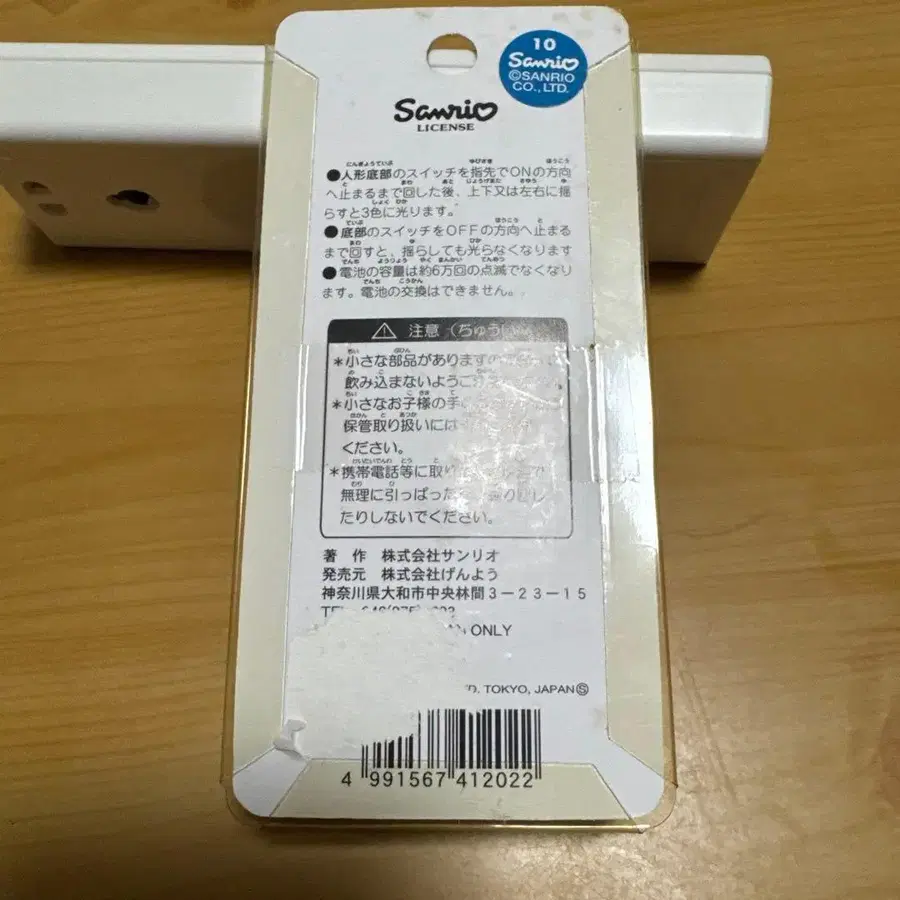 10
Sanrio
©SANRIO
CO., LTD.
Sanrio
LICENSE
●人形底部のスイッチを指先でONの方向
へ止まるまで回した後、上下又は左右に揺
らすと3色に光ります。
●底部のスイッチをOFFの方向へ止まる
まで回すと、揺らしても光らなくなります
●電池の容量は約6万回の点滅でなくなり
ます。電池の交換はできません。
注意（ちゅうい
*小さな部品がありますの
飲み込まないようご
*小さなお子様の手の
保管取り扱いには
ください。
*携帯電話等に取り
無理に引っぱった
たりしないでください。
著 作 株式会社サンリオ
発売元 株式会社げんよう
神奈川県大和市中央林間3－23－15
ONLY
TOKYO, JAPAN Ⓢ
4 991567 412022